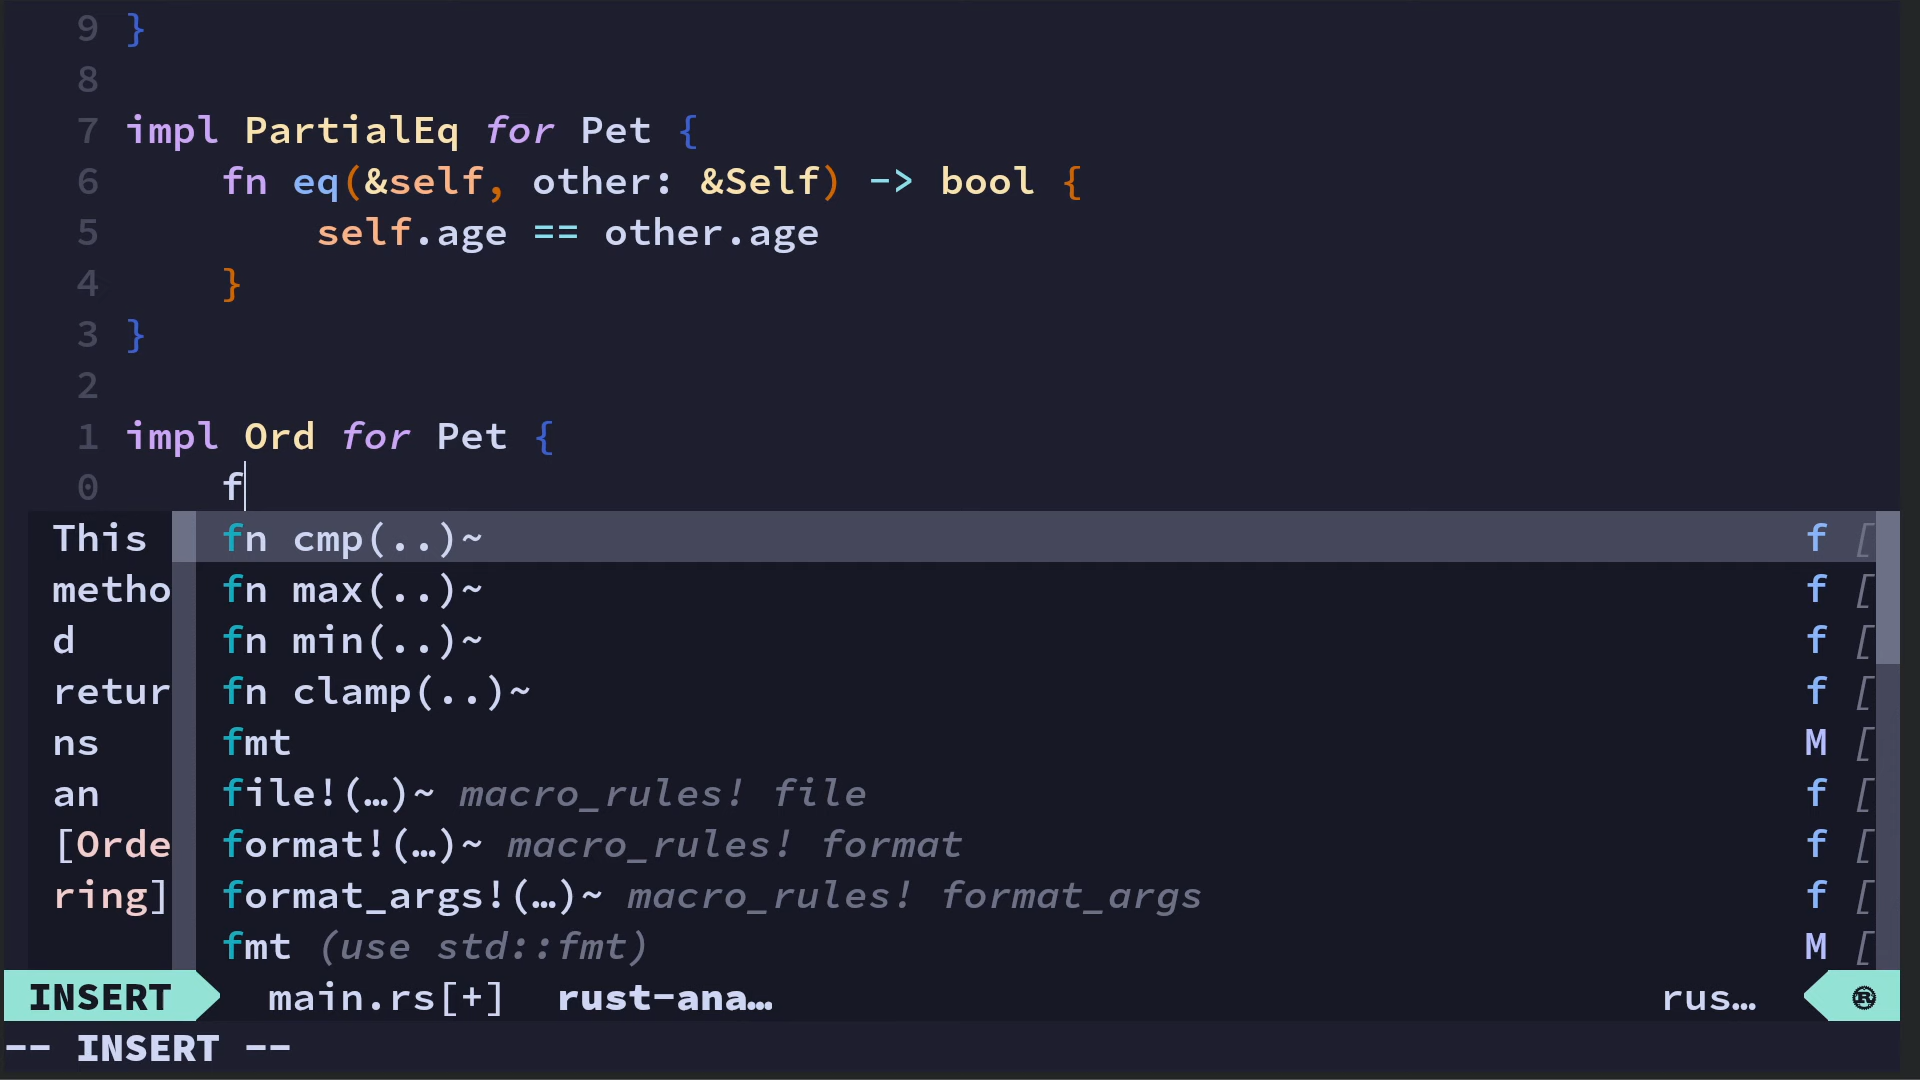 9 }
8
7 impl PartialEq for Pet {
6     fn eq(&self, other: &Self) -> bool {
5         self.age == other.age
4     }
3 }
2
1 impl Ord for Pet {
0     f
This fn cmp(..)~ f [
metho fn max(..)~ f [
d fn min(..)~ f [
retur fn clamp(..)~ f [
ns fmt M [
an file!(…)~ macro_rules! file f [
[Orde format!(…)~ macro_rules! format f [
ring] format_args!(…)~ macro_rules! format_args f [
fmt (use std::fmt) M [
INSERT main.rs[+] rust-ana… rus… ®
-- INSERT --